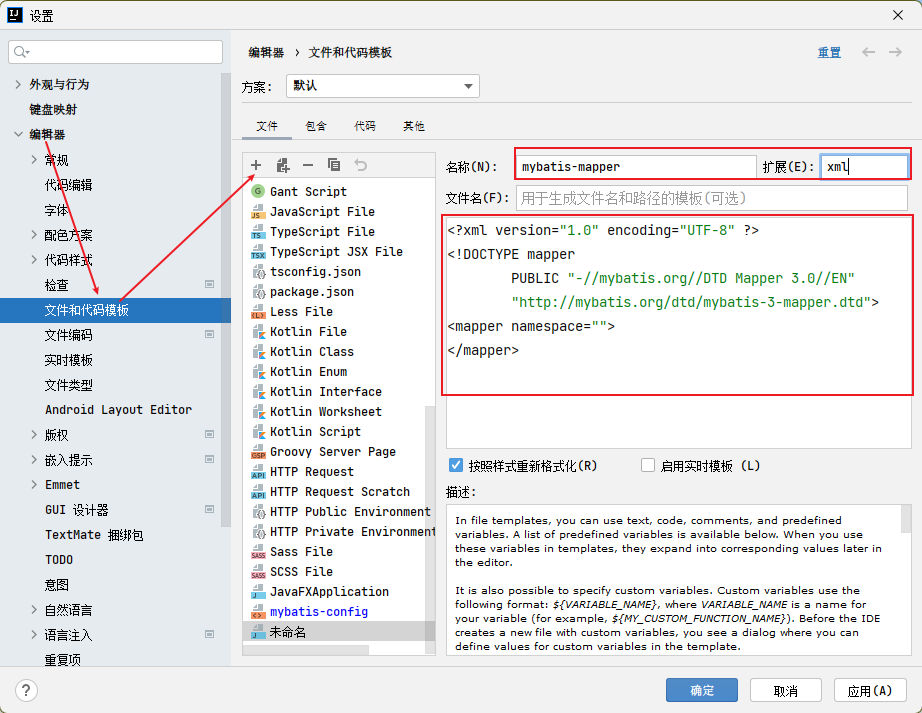 设置
编辑器 › 文件和代码模板
重置
外观与行为
键盘映射
编辑器
常规
代码编辑
字体
配色方案
代码样式
检查
文件和代码模板
文件编码
实时模板
文件类型
Android Layout Editor
版权
嵌入提示
Emmet
GUI 设计器
TextMate 捆绑包
TODO
意图
自然语言
语言注入
重复项
方案:
默认
文件 包含 代码 其他
Gant Script
JavaScript File
TypeScript File
TypeScript JSX File
tsconfig.json
package.json
Less File
Kotlin File
Kotlin Class
Kotlin Enum
Kotlin Interface
Kotlin Worksheet
Kotlin Script
Groovy Server Page
HTTP Request
HTTP Request Scratch
HTTP Public Environment
HTTP Private Environment
Sass File
SCSS File
JavaFXApplication
mybatis-config
未命名
名称(N): mybatis-mapper 扩展(E): xml
文件名(F): 用于生成文件名和路径的模板(可选)
<?xml version="1.0" encoding="UTF-8" ?>
<!DOCTYPE mapper
PUBLIC "-//mybatis.org//DTD Mapper 3.0//EN"
"http://mybatis.org/dtd/mybatis-3-mapper.dtd">
<mapper namespace="">
</mapper>
按照样式重新格式化(R) 启用实时模板 (L)
描述:
In file templates, you can use text, code, comments, and predefined
variables. A list of predefined variables is available below. When you use
these variables in templates, they expand into corresponding values later in
the editor.
It is also possible to specify custom variables. Custom variables use the
following format: ${VARIABLE_NAME}, where VARIABLE_NAME is a name for
your variable (for example, ${MY_CUSTOM_FUNCTION_NAME}). Before the IDE
creates a new file with custom variables, you see a dialog where you can
define values for custom variables in the template.
?
确定 取消 应用(A)